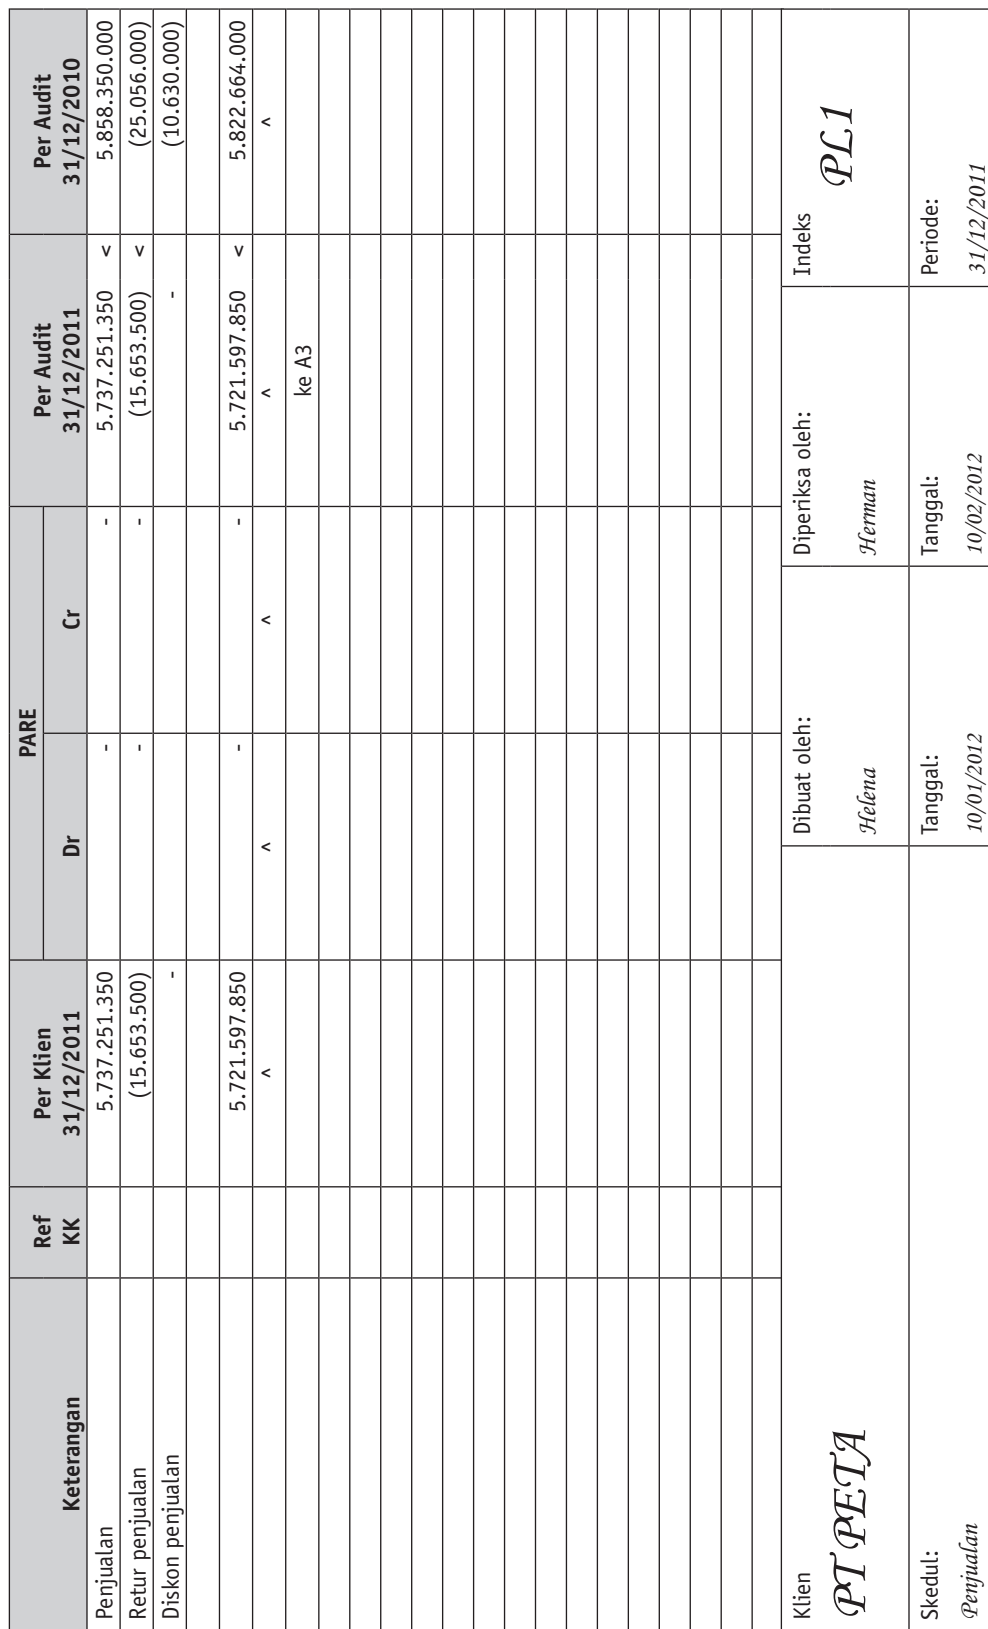 Keterangan Ref KK Per Klien 31/12/2011 PARE Dr Cr Per Audit 31/12/2011 Per Audit 31/12/2010
Penjualan 5.737.251.350 - - 5.737.251.350 < 5.858.350.000
Retur penjualan (15.653.500) - - (15.653.500) < (25.056.000)
Diskon penjualan - - (10.630.000)
5.721.597.850 - - 5.721.597.850 < 5.822.664.000
^ ^ ^ ^ ^
ke A3
Klien Dibuat oleh: Diperiksa oleh: Indeks
PT PETA Helena Herman PL1
Skedul: Tanggal: Tanggal: Periode:
Penjualan 10/01/2012 10/02/2012 31/12/2011